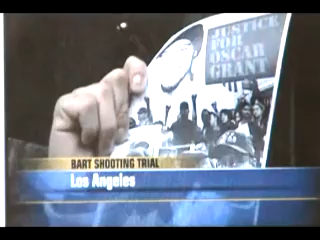 JUSTICE
FOR
OSCAR
GRANT
BART SHOOTING TRIAL
Los Angeles